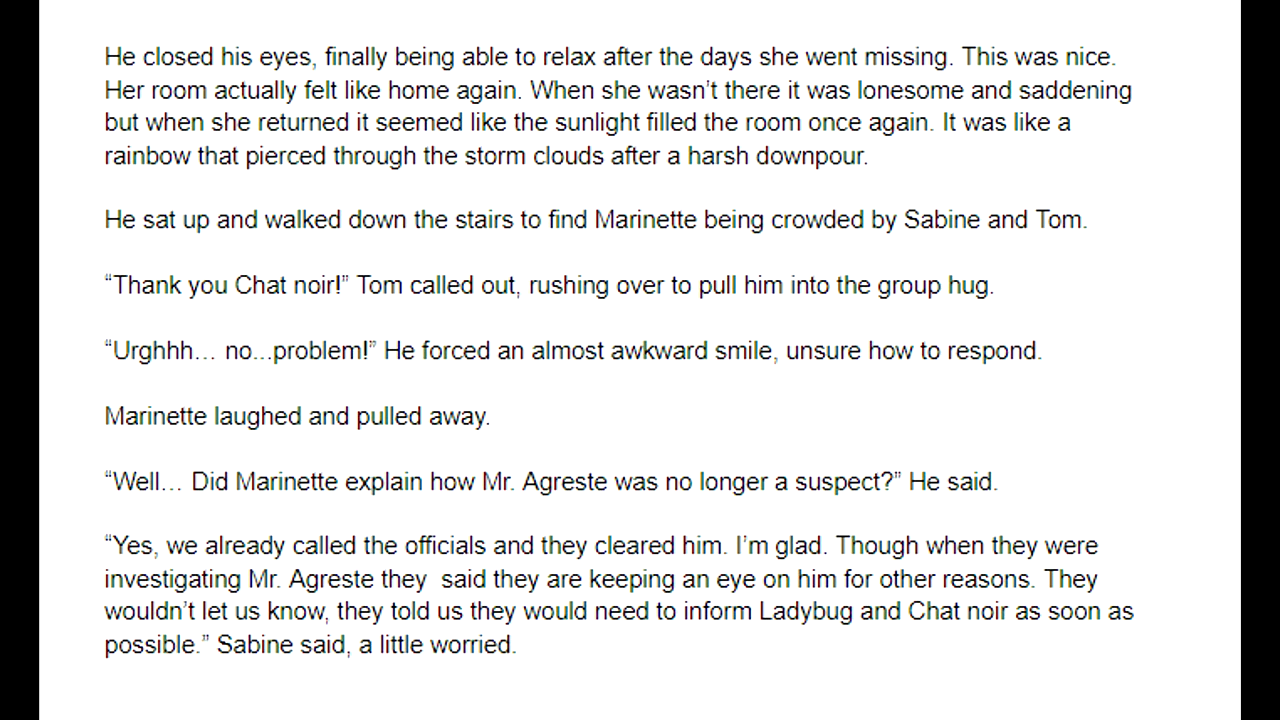 He closed his eyes, finally being able to relax after the days she went missing. This was nice.
Her room actually felt like home again. When she wasn’t there it was lonesome and saddening
but when she returned it seemed like the sunlight filled the room once again. It was like a
rainbow that pierced through the storm clouds after a harsh downpour.
He sat up and walked down the stairs to find Marinette being crowded by Sabine and Tom.
“Thank you Chat noir!” Tom called out, rushing over to pull him into the group hug.
“Urghhh… no...problem!” He forced an almost awkward smile, unsure how to respond.
Marinette laughed and pulled away.
“Well… Did Marinette explain how Mr. Agreste was no longer a suspect?” He said.
“Yes, we already called the officials and they cleared him. I’m glad. Though when they were
investigating Mr. Agreste they  said they are keeping an eye on him for other reasons. They
wouldn’t let us know, they told us they would need to inform Ladybug and Chat noir as soon as
possible.” Sabine said, a little worried.